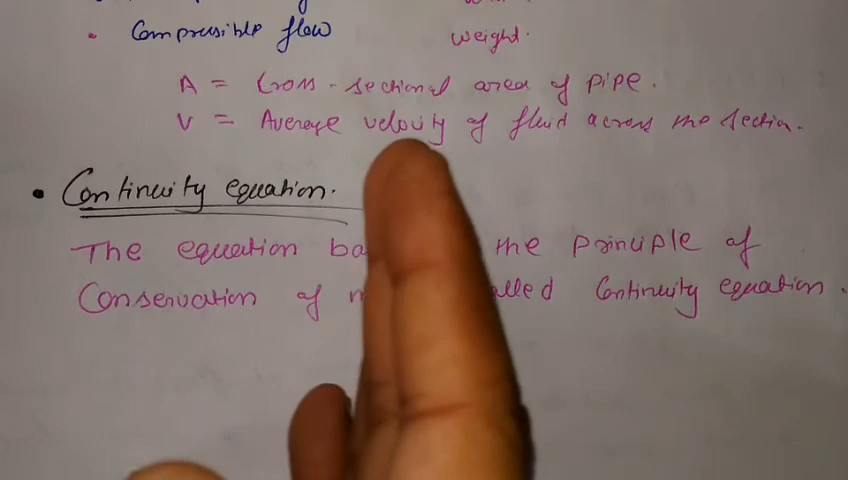 • Compressible flow
weight.
A = Cross-sectional area of pipe.
V = Average velocity of fluid across the section.
• Continuity equation.
The equation ba the principle of
Conservation of m alled Continuity equation.